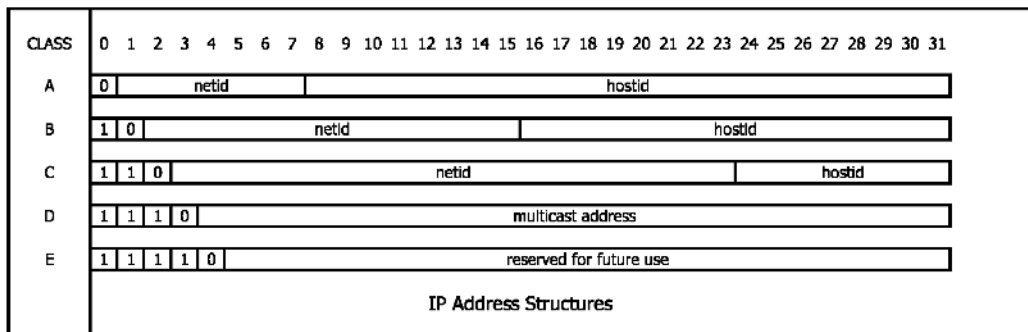 CLASS 0 1 2 3 4 5 6 7 8 9 10 11 12 13 14 15 16 17 18 19 20 21 22 23 24 25 26 27 28 29 30 31
A 0 netid hostid
B 1 0 netid hostid
C 1 1 0 netid hostid
D 1 1 1 0 multicast address
E 1 1 1 1 0 reserved for future use
IP Address Structures